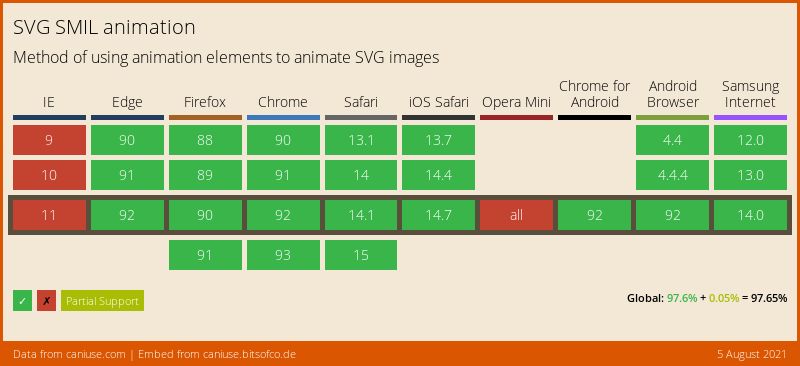 SVG SMIL animation
Method of using animation elements to animate SVG images
IE Edge Firefox Chrome Safari iOS Safari Opera Mini Chrome for Android Android Browser Samsung Internet
9 90 88 90 13.1 13.7 4.4 12.0
10 91 89 91 14 14.4 4.4.4 13.0
11 92 90 92 14.1 14.7 all 92 92 14.0
91 93 15
✓ ✗ Partial Support
Global: 97.6% + 0.05% = 97.65%
Data from caniuse.com | Embed from caniuse.bitsofco.de
5 August 2021